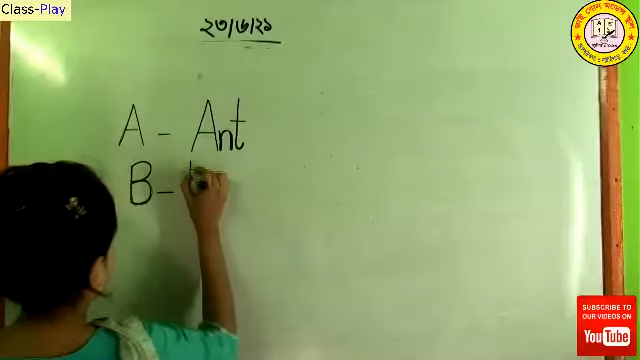 Class-Play
২৩/৬/২১
A - Ant
B -
SUBSCRIBE TO
OUR VIDEOS ON
YouTube